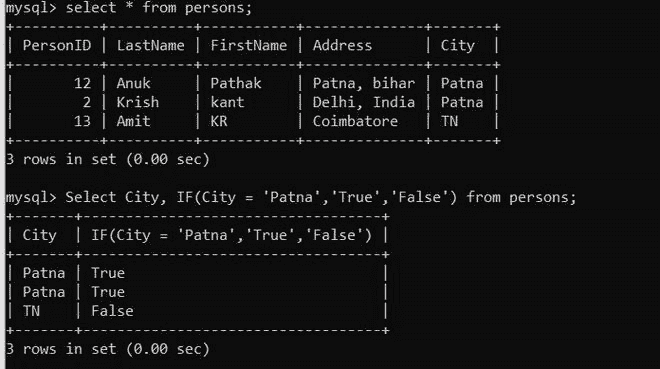 mysql> select * from persons;
+----------+----------+-----------+--------------+-------+
| PersonID | LastName | FirstName | Address      | City  |
+----------+----------+-----------+--------------+-------+
|       12 | Anuk     | Pathak    | Patna, bihar | Patna |
|        2 | Krish    | kant      | Delhi, India | Patna |
|       13 | Amit     | KR        | Coimbatore   | TN    |
+----------+----------+-----------+--------------+-------+
3 rows in set (0.00 sec)
mysql> Select City, IF(City = 'Patna','True','False') from persons;
+-------+-----------------------------------+
| City  | IF(City = 'Patna','True','False') |
+-------+-----------------------------------+
| Patna | True                              |
| Patna | True                              |
| TN    | False                             |
+-------+-----------------------------------+
3 rows in set (0.00 sec)